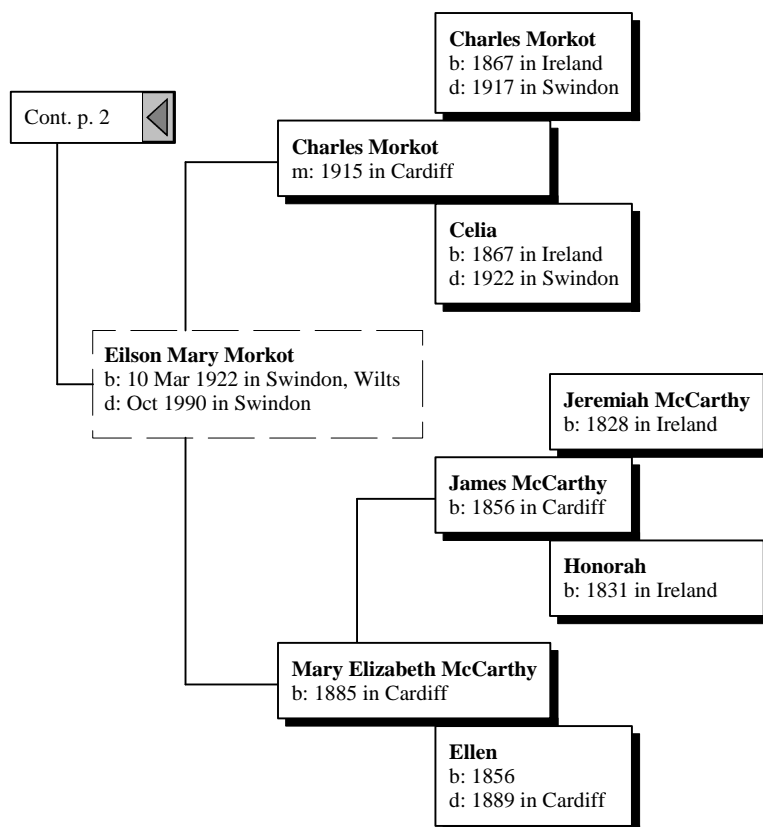 Charles Morkot
b: 1867 in Ireland
d: 1917 in Swindon
Cont. p. 2
Charles Morkot
m: 1915 in Cardiff
Celia
b: 1867 in Ireland
d: 1922 in Swindon
Eilson Mary Morkot
b: 10 Mar 1922 in Swindon, Wilts
d: Oct 1990 in Swindon
Jeremiah McCarthy
b: 1828 in Ireland
James McCarthy
b: 1856 in Cardiff
Honorah
b: 1831 in Ireland
Mary Elizabeth McCarthy
b: 1885 in Cardiff
Ellen
b: 1856
d: 1889 in Cardiff